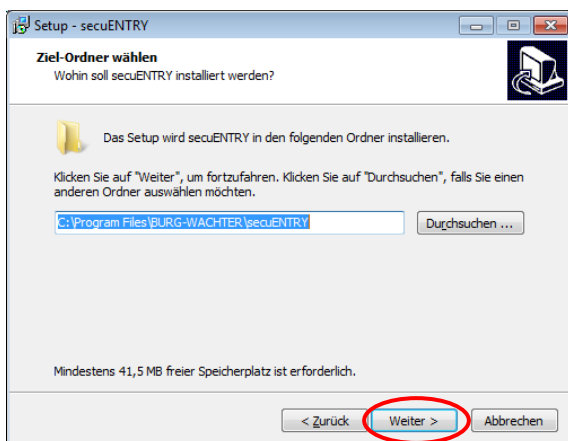 Setup - secuENTRY
Ziel-Ordner wählen
Wohin soll secuENTRY installiert werden?
Das Setup wird secuENTRY in den folgenden Ordner installieren.
Klicken Sie auf "Weiter", um fortzufahren. Klicken Sie auf "Durchsuchen", falls Sie einen
anderen Ordner auswählen möchten.
C:\Program Files\BURG-WACHTER\secuENTRY
Durchsuchen ...
Mindestens 41,5 MB freier Speicherplatz ist erforderlich.
< Zurück
Weiter >
Abbrechen